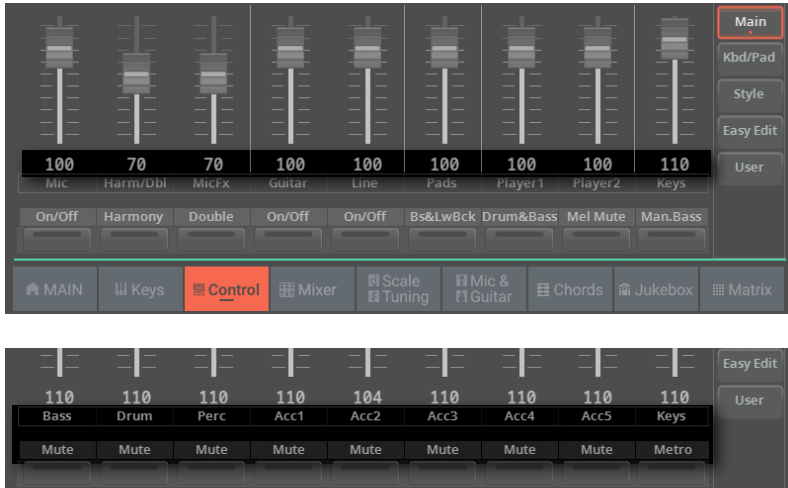 Main
Kbd/Pad
Style
Easy Edit
User
100 70 70 100 100 100 100 100 110
Mic Harm/Dbl MicFx Guitar Line Pads Player1 Player2 Keys
On/Off Harmony Double On/Off On/Off Bs&LwBck Drum&Bass Mel Mute Man.Bass
MAIN Keys Control Mixer Scale Tuning Mic & Guitar Chords Jukebox Matrix
Easy Edit
User
110 110 110 110 104 110 110 110 110
Bass Drum Perc Acc1 Acc2 Acc3 Acc4 Acc5 Keys
Mute Mute Mute Mute Mute Mute Mute Mute Metro